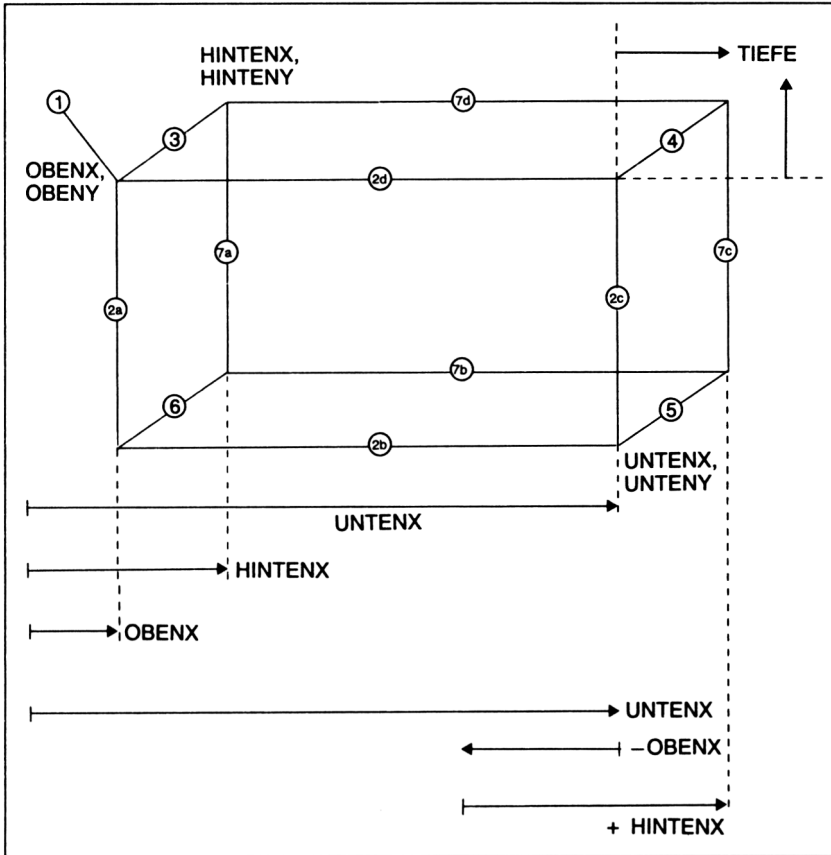 HINTENX,
HINTENY
TIEFE
1
7d
3
4
OBENX,
OBENY
2d
7a
7c
2a
2c
7b
6
5
2b
UNTENX,
UNTENY
UNTENX
HINTENX
OBENX
UNTENX
–OBENX
+ HINTENX